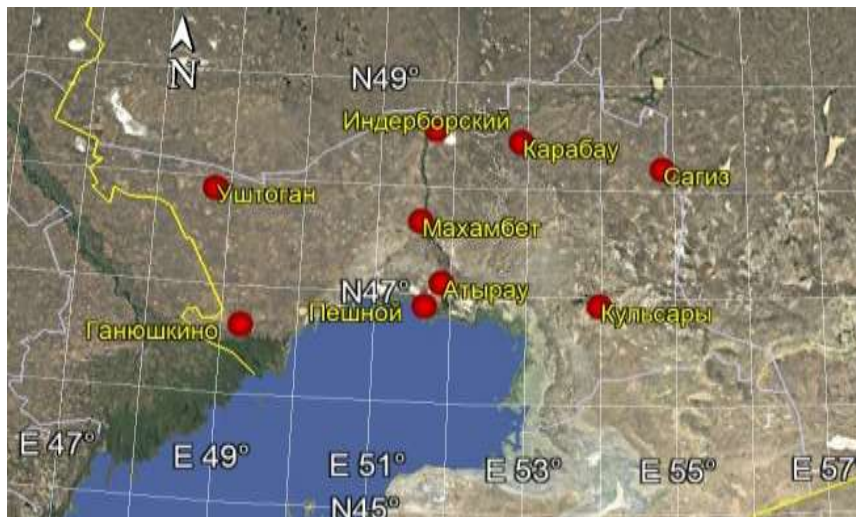 N
N49°
Индерборский
Карабау
Сагиз
Уштоган
Махамбет
Атырау
N47°
Пешной
Кульсары
Ганюшкино
E 47°
E 49°
E 51°
E 53°
E 55°
E 57°
N45°